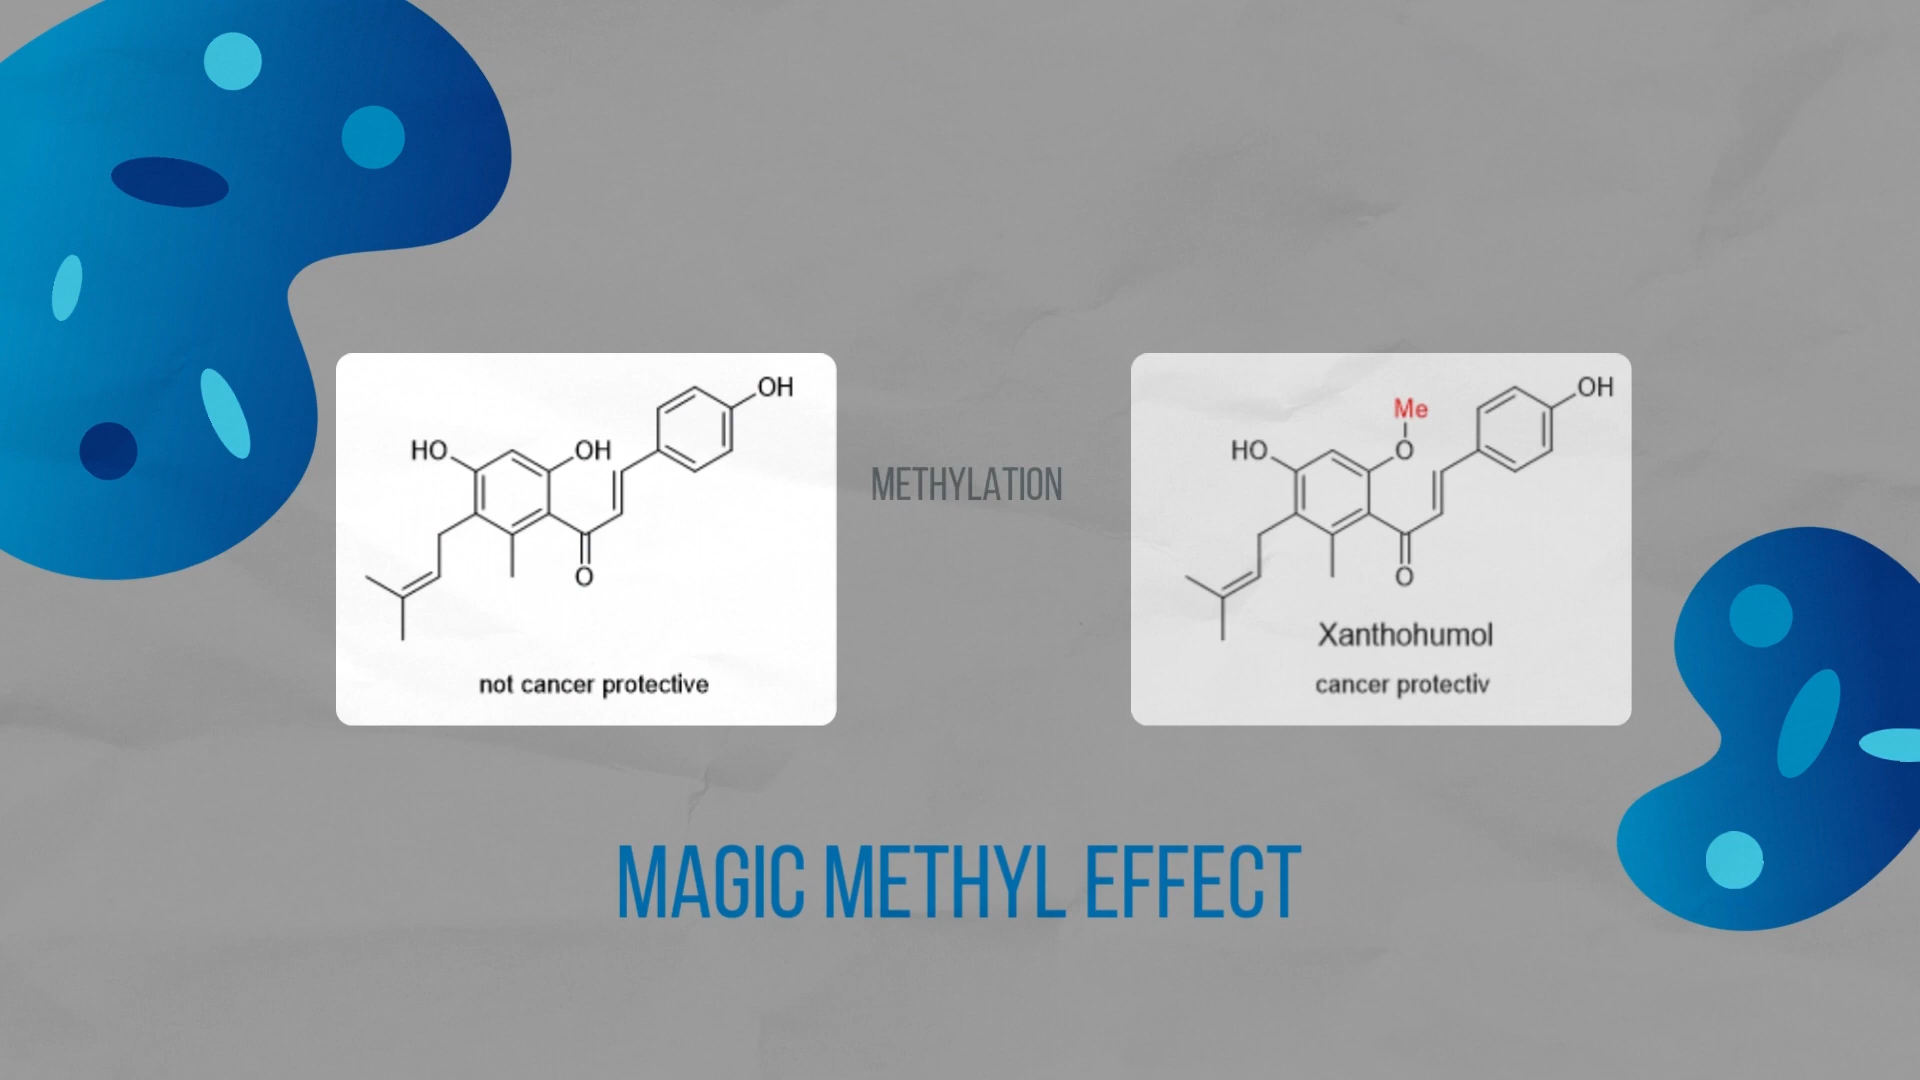 OH
HO
OH
O
not cancer protective
METHYLATION
OH
Me
HO
O
O
Xanthohumol
cancer protectiv
MAGIC METHYL EFFECT